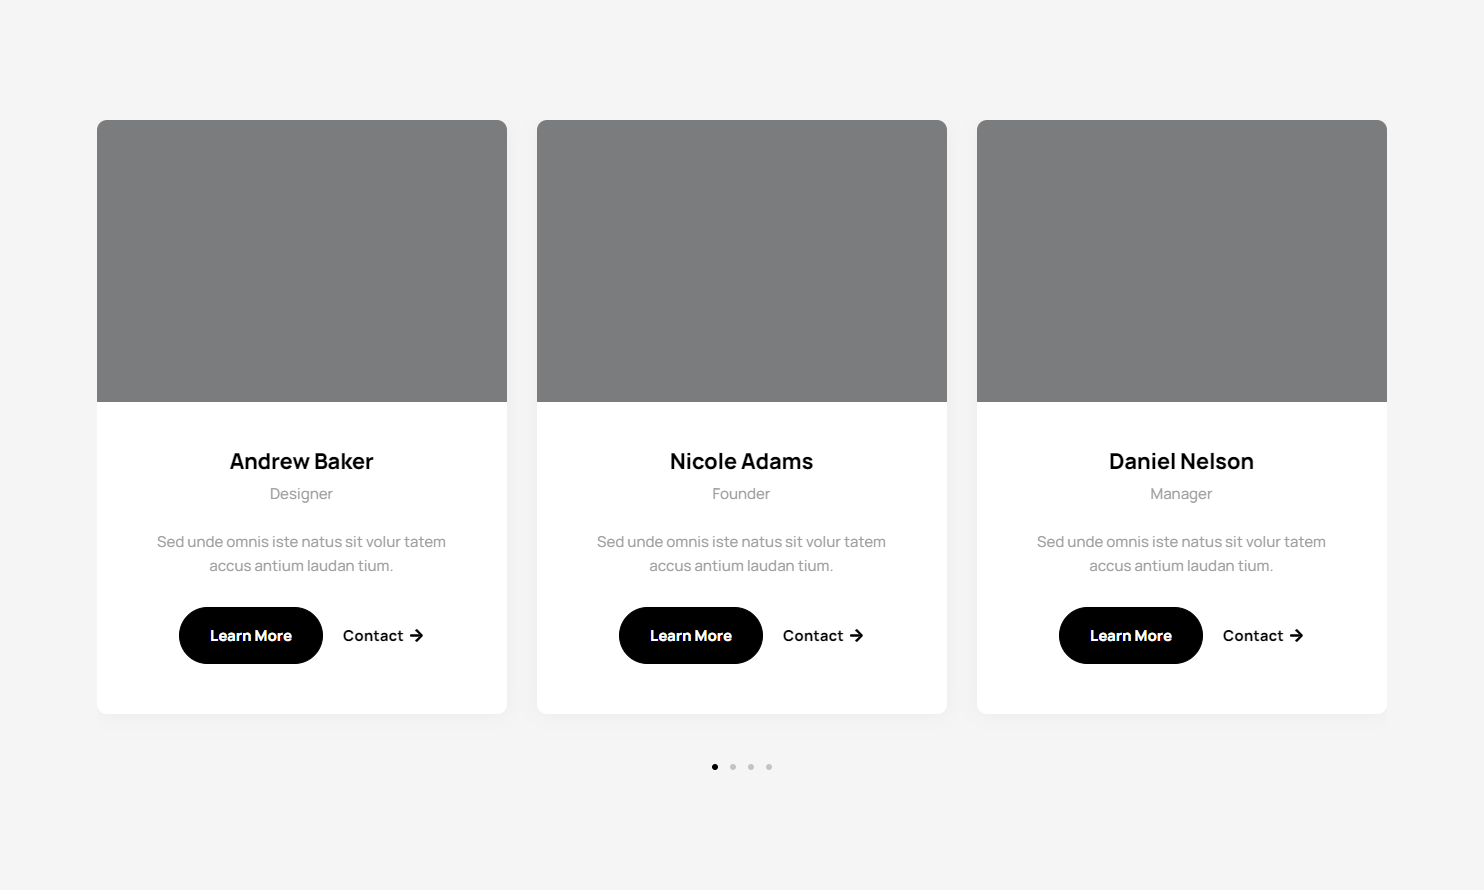 Andrew Baker
Designer
Sed unde omnis iste natus sit volur tatem
accus antium laudan tium.
Learn More
Contact
Nicole Adams
Founder
Sed unde omnis iste natus sit volur tatem
accus antium laudan tium.
Learn More
Contact
Daniel Nelson
Manager
Sed unde omnis iste natus sit volur tatem
accus antium laudan tium.
Learn More
Contact